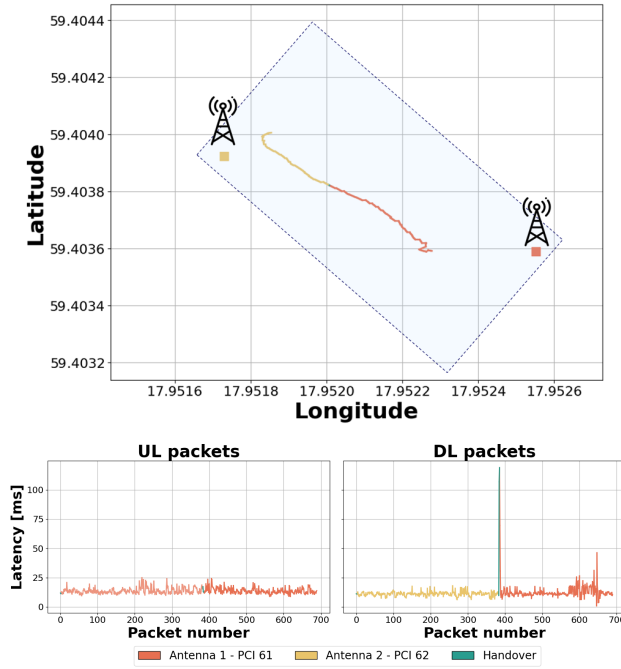 59.4044
59.4042
59.4040
59.4038
59.4036
59.4034
59.4032
Latitude
17.9516 17.9518 17.9520 17.9522 17.9524 17.9526
Longitude
UL packets DL packets
Latency [ms]
100
75
50
25
0
0 100 200 300 400 500 600 700 0 100 200 300 400 500 600 700
Packet number Packet number
Antenna 1 - PCI 61 Antenna 2 - PCI 62 Handover